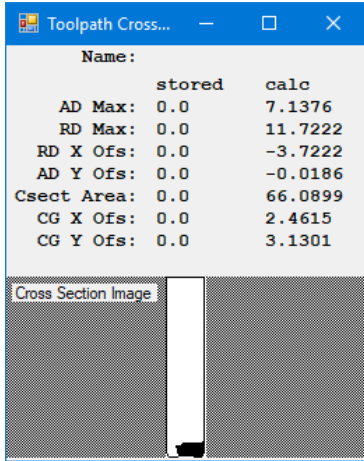 Toolpath Cross...
Name:
stored calc
AD Max: 0.0 7.1376
RD Max: 0.0 11.7222
RD X Ofs: 0.0 -3.7222
AD Y Ofs: 0.0 -0.0186
Csect Area: 0.0 66.0899
CG X Ofs: 0.0 2.4615
CG Y Ofs: 0.0 3.1301
Cross Section Image